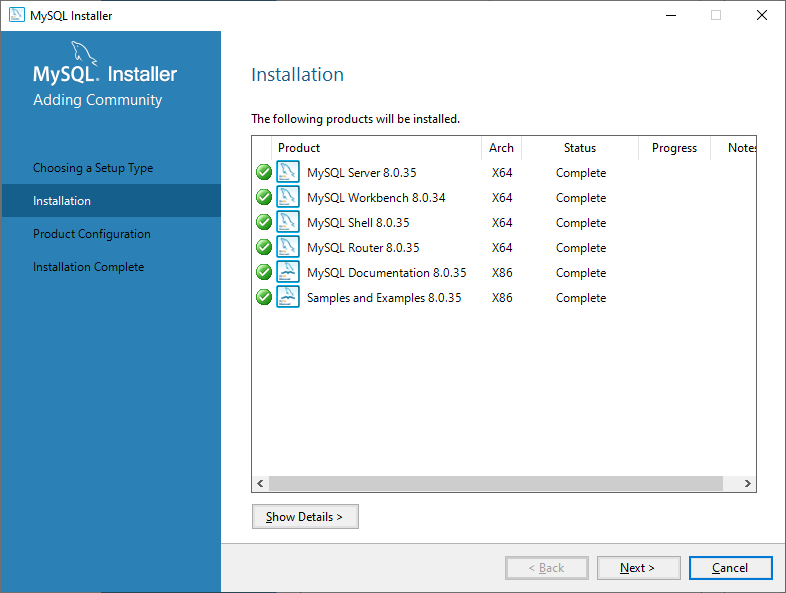 MySQL Installer
MySQL. Installer
Adding Community
Choosing a Setup Type
Installation
Product Configuration
Installation Complete
Installation
The following products will be installed.
Product Arch Status Progress Notes
MySQL Server 8.0.35 X64 Complete
MySQL Workbench 8.0.34 X64 Complete
MySQL Shell 8.0.35 X64 Complete
MySQL Router 8.0.35 X64 Complete
MySQL Documentation 8.0.35 X86 Complete
Samples and Examples 8.0.35 X86 Complete
Show Details >
< Back Next > Cancel